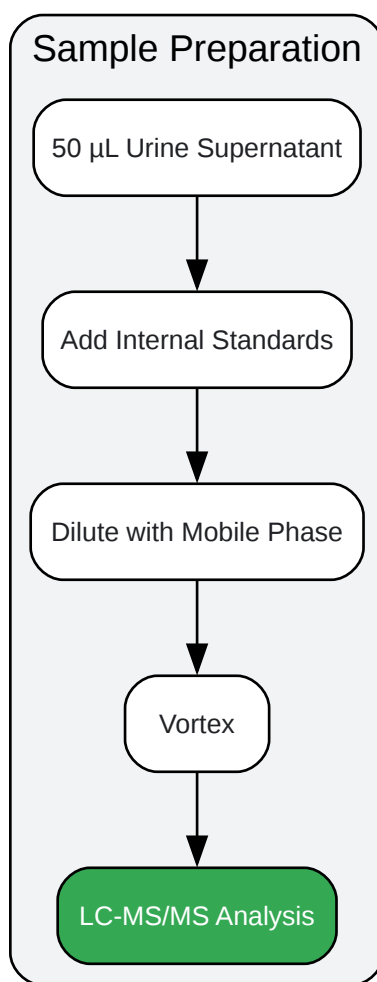 Sample Preparation
50 µL Urine Supernatant
Add Internal Standards
Dilute with Mobile Phase
Vortex
LC-MS/MS Analysis